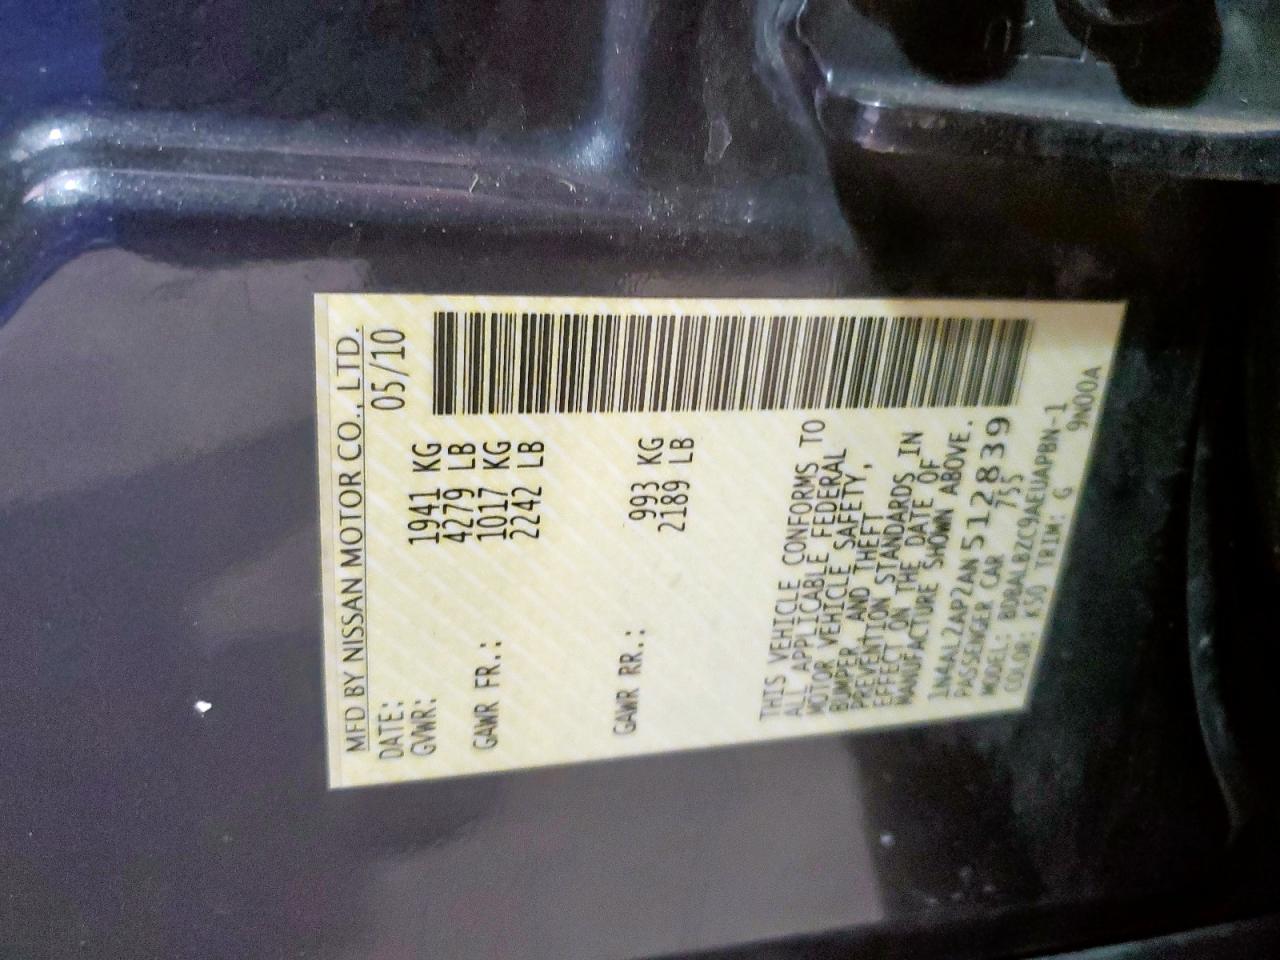 MFD BY NISSAN MOTOR CO., LTD.
DATE: 05/10
GVWR: 1941 KG
4279 LB
GAWR FR.: 1017 KG
2242 LB
GAWR RR.: 993 KG
2189 LB
THIS VEHICLE CONFORMS TO
ALL APPLICABLE FEDERAL
MOTOR VEHICLE SAFETY,
BUMPER, AND THEFT
PREVENTION STANDARDS IN
EFFECT ON THE DATE OF
MANUFACTURE SHOWN ABOVE.
1N4AL2AP2AN512839
PASSENGER CAR 755
MODEL: BDBALBZC9AEUAPBN-1
COLOR: K50 TRIM: G 9N00A